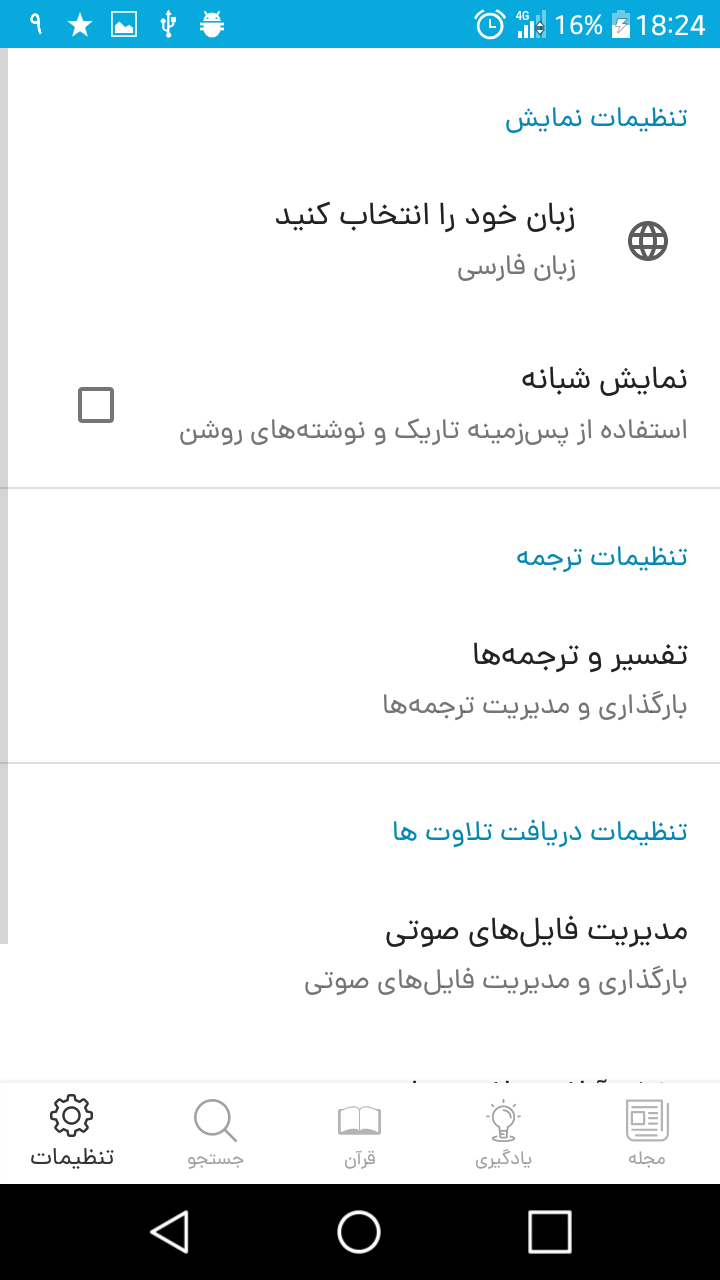 ۹ 4G 16% 18:24
تنظیمات نمایش
زبان خود را انتخاب کنید
زبان فارسی
نمایش شبانه
استفاده از پس‌زمینه تاریک و نوشته‌های روشن
تنظیمات ترجمه
تفسیر و ترجمه‌ها
بارگذاری و مدیریت ترجمه‌ها
تنظیمات دریافت تلاوت ها
مدیریت فایل‌های صوتی
بارگذاری و مدیریت فایل‌های صوتی
مجله
یادگیری
قرآن
جستجو
تنظیمات